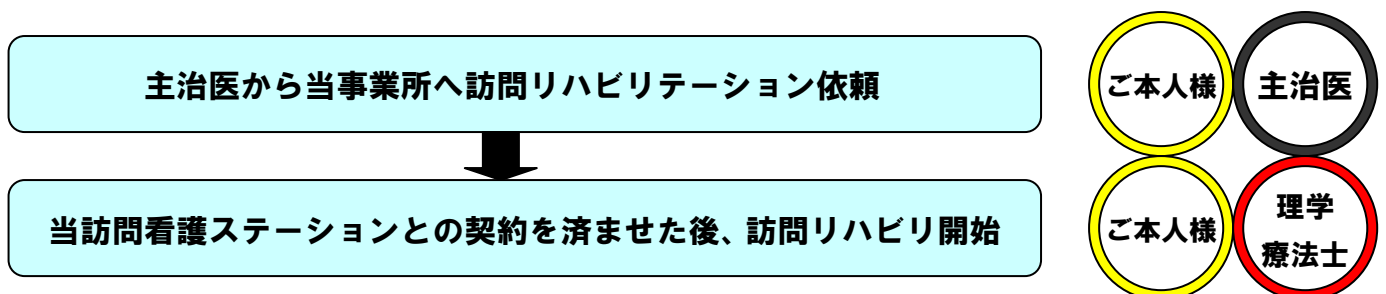 主治医から当事業所へ訪問リハビリテーション依頼
ご本人様
主治医
当訪問看護ステーションとの契約を済ませた後、訪問リハビリ開始
ご本人様
理学
療法士